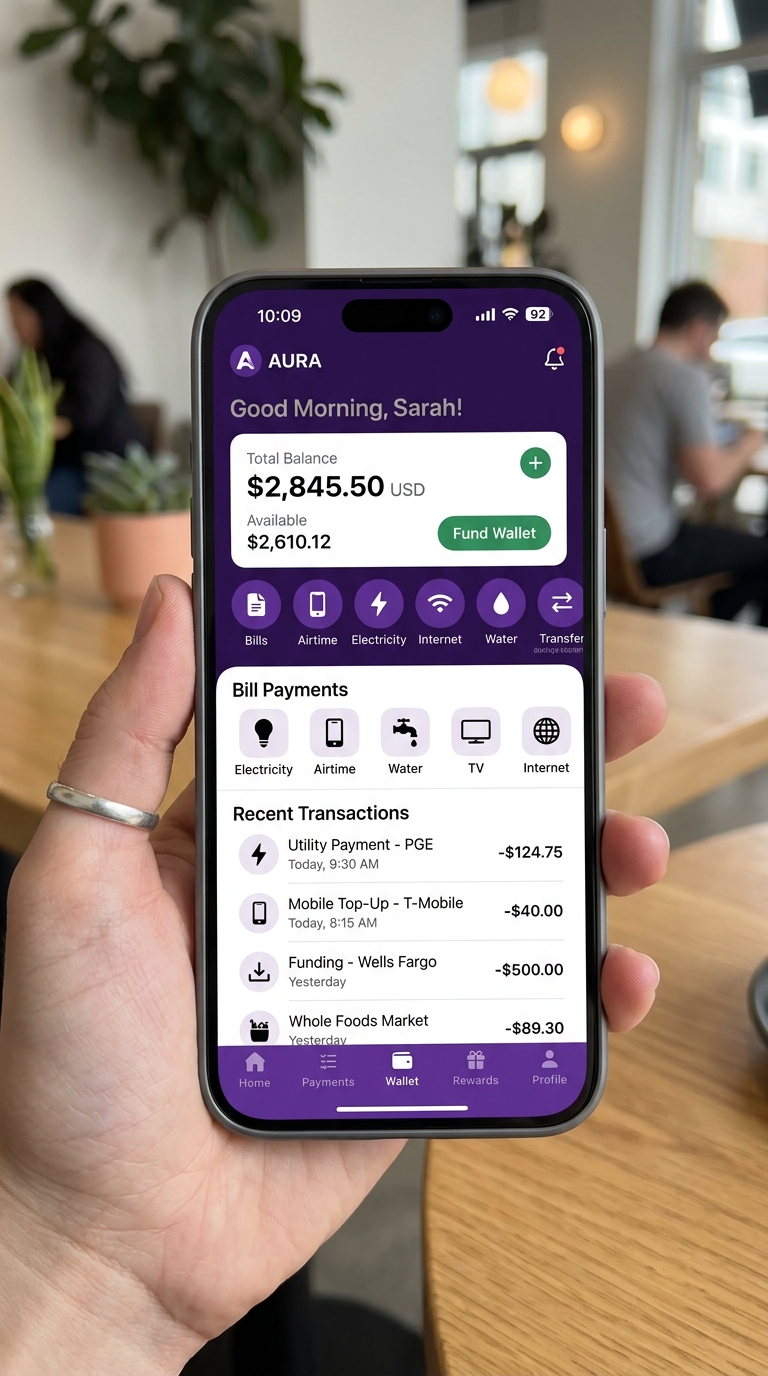 10:09
92
AURA
Good Morning, Sarah!
Total Balance
$2,845.50 USD
Available
$2,610.12
Fund Wallet
Bills Airtime Electricity Internet Water Transfer
Bill Payments
Electricity Airtime Water TV Internet
Recent Transactions
Utility Payment - PGE
-$124.75
Today, 9:30 AM
Mobile Top-Up - T-Mobile
-$40.00
Today, 8:15 AM
Funding - Wells Fargo
-$500.00
Yesterday
Whole Foods Market
-$89.30
Yesterday
Home Payments Wallet Rewards Profile